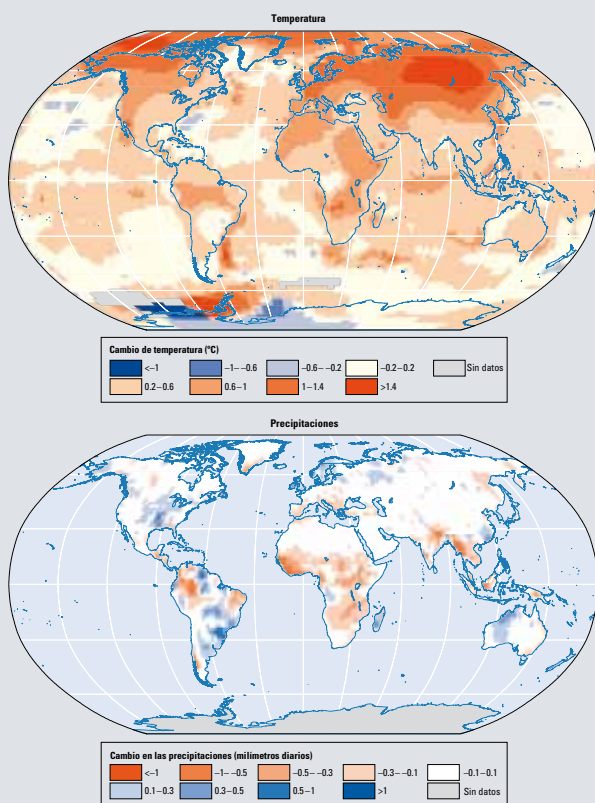 Temperatura
Cambio de temperatura (°C)
<–1 –1– –0.6 –0.6– –0.2 –0.2–0.2 Sin datos
0.2–0.6 0.6–1 1–1.4 >1.4
Precipitaciones
Cambio en las precipitaciones (milímetros diarios)
<–1 –1– –0.5 –0.5– –0.3 –0.3– –0.1 –0.1–0.1
0.1–0.3 0.3–0.5 0.5–1 >1 Sin datos